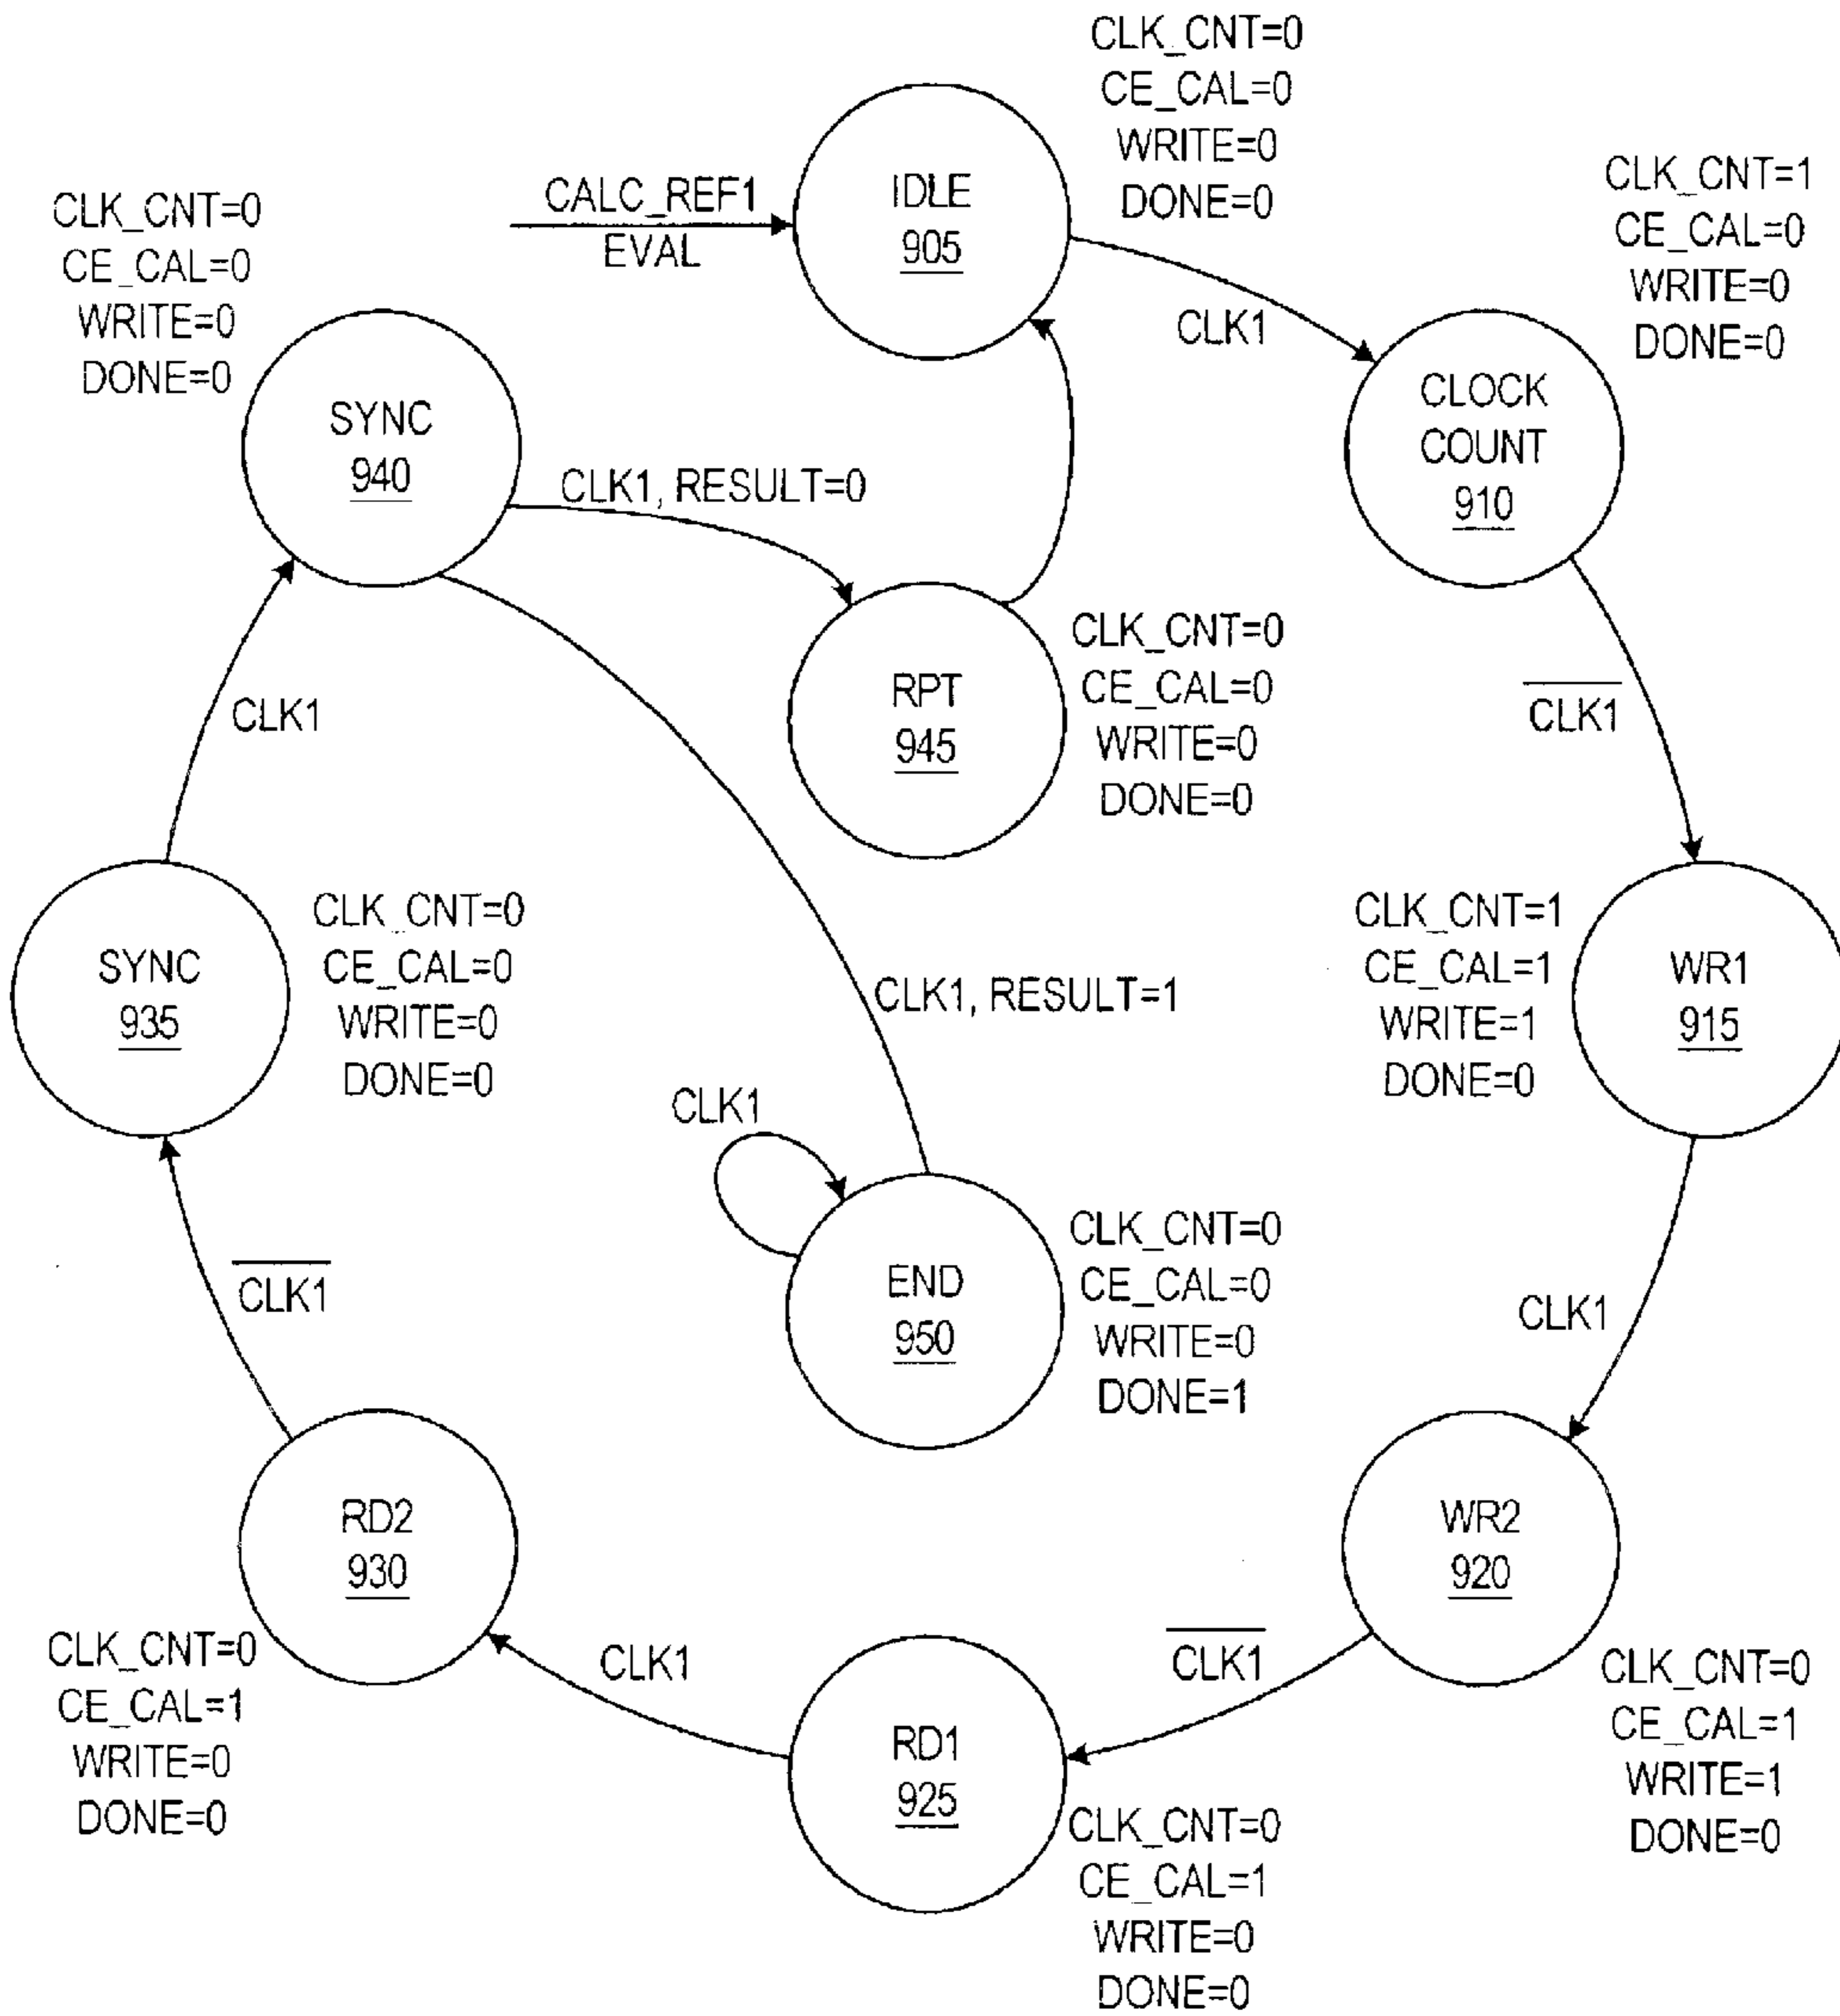 CLK_CNT=0
CE_CAL=0
WRITE=0
DONE=0
CALC_REF1
EVAL
IDLE
905
CLK1
CLK_CNT=1
CE_CAL=0
WRITE=0
DONE=0
CLOCK
COUNT
910
CLK_CNT=0
CE_CAL=0
WRITE=0
DONE=0
SYNC
940
CLK1, RESULT=0
RPT
945
CLK_CNT=0
CE_CAL=0
WRITE=0
DONE=0
CLK1
CLK1
SYNC
935
CLK_CNT=0
CE_CAL=0
WRITE=0
DONE=0
CLK1, RESULT=1
CLK_CNT=1
CE_CAL=1
WRITE=1
DONE=0
WR1
915
CLK1
END
950
CLK_CNT=0
CE_CAL=0
WRITE=0
DONE=1
CLK1
CLK1
RD2
930
CLK_CNT=0
CE_CAL=1
WRITE=0
DONE=0
WR2
920
CLK_CNT=0
CE_CAL=1
WRITE=1
DONE=0
CLK1
CLK1
RD1
925
CLK_CNT=0
CE_CAL=1
WRITE=0
DONE=0